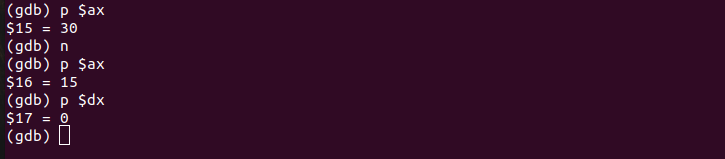 (gdb) p $ax
$15 = 30
(gdb) n
(gdb) p $ax
$16 = 15
(gdb) p $dx
$17 = 0
(gdb)